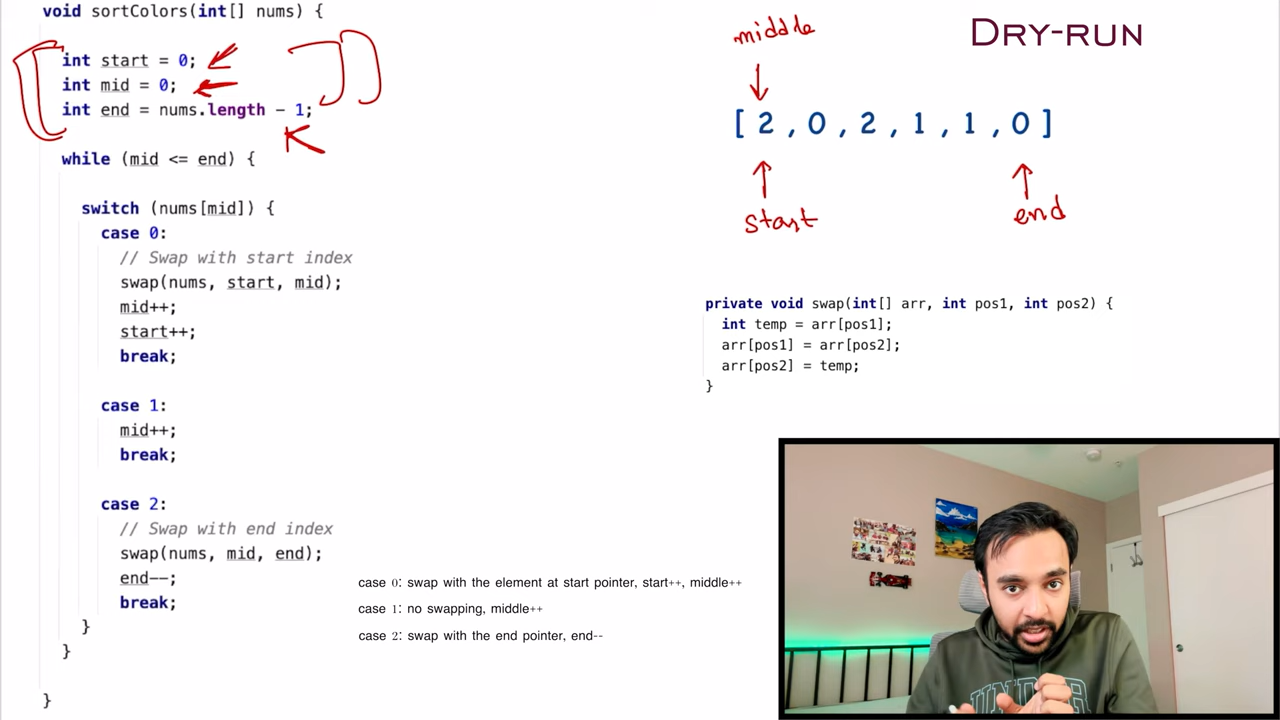 void sortColors(int[] nums) {
int start = 0;
int mid = 0;
int end = nums.length - 1;
while (mid <= end) {
switch (nums[mid]) {
case 0:
// Swap with start index
swap(nums, start, mid);
mid++;
start++;
break;
case 1:
mid++;
break;
case 2:
// Swap with end index
swap(nums, mid, end);
end--;
break;
}
}
}
case 0: swap with the element at start pointer, start++, middle++
case 1: no swapping, middle++
case 2: swap with the end pointer, end--
DRY-RUN
middle
[ 2 , 0 , 2 , 1 , 1 , 0 ]
start
end
private void swap(int[] arr, int pos1, int pos2) {
int temp = arr[pos1];
arr[pos1] = arr[pos2];
arr[pos2] = temp;
}